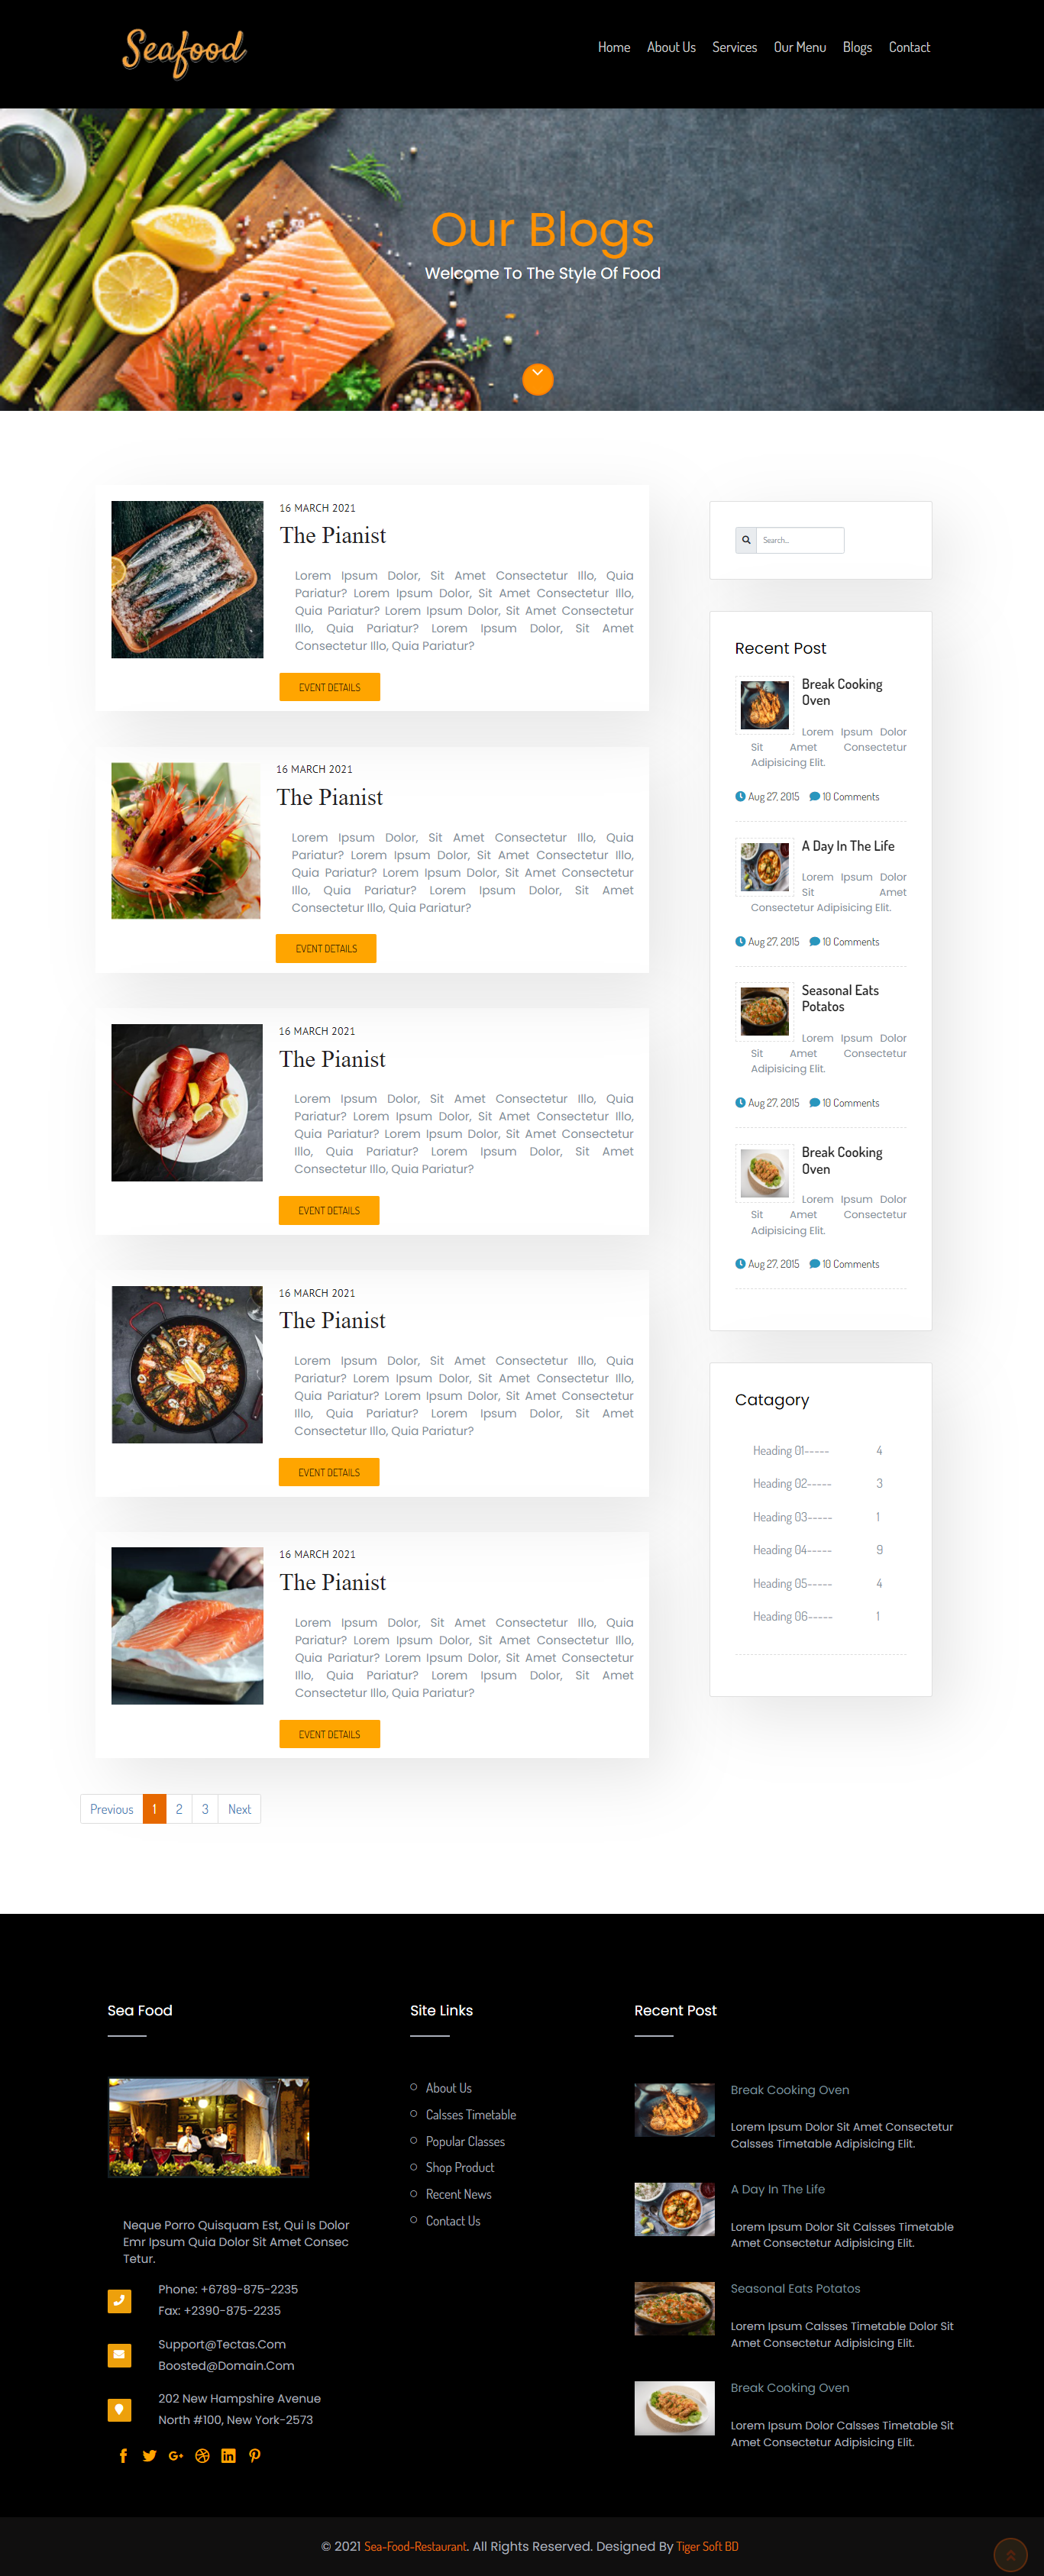 Seafood
Home About Us Services Our Menu Blogs Contact
Our Blogs
Welcome To The Style Of Food
16 MARCH 2021
The Pianist
Lorem Ipsum Dolor, Sit Amet Consectetur Illo, Quia
Pariatur? Lorem Ipsum Dolor, Sit Amet Consectetur Illo,
Quia Pariatur? Lorem Ipsum Dolor, Sit Amet Consectetur
Illo, Quia Pariatur? Lorem Ipsum Dolor, Sit Amet
Consectetur Illo, Quia Pariatur?
EVENT DETAILS
16 MARCH 2021
The Pianist
Lorem Ipsum Dolor, Sit Amet Consectetur Illo, Quia
Pariatur? Lorem Ipsum Dolor, Sit Amet Consectetur Illo,
Quia Pariatur? Lorem Ipsum Dolor, Sit Amet Consectetur
Illo, Quia Pariatur? Lorem Ipsum Dolor, Sit Amet
Consectetur Illo, Quia Pariatur?
EVENT DETAILS
16 MARCH 2021
The Pianist
Lorem Ipsum Dolor, Sit Amet Consectetur Illo, Quia
Pariatur? Lorem Ipsum Dolor, Sit Amet Consectetur Illo,
Quia Pariatur? Lorem Ipsum Dolor, Sit Amet Consectetur
Illo, Quia Pariatur? Lorem Ipsum Dolor, Sit Amet
Consectetur Illo, Quia Pariatur?
EVENT DETAILS
16 MARCH 2021
The Pianist
Lorem Ipsum Dolor, Sit Amet Consectetur Illo, Quia
Pariatur? Lorem Ipsum Dolor, Sit Amet Consectetur Illo,
Quia Pariatur? Lorem Ipsum Dolor, Sit Amet Consectetur
Illo, Quia Pariatur? Lorem Ipsum Dolor, Sit Amet
Consectetur Illo, Quia Pariatur?
EVENT DETAILS
16 MARCH 2021
The Pianist
Lorem Ipsum Dolor, Sit Amet Consectetur Illo, Quia
Pariatur? Lorem Ipsum Dolor, Sit Amet Consectetur Illo,
Quia Pariatur? Lorem Ipsum Dolor, Sit Amet Consectetur
Illo, Quia Pariatur? Lorem Ipsum Dolor, Sit Amet
Consectetur Illo, Quia Pariatur?
EVENT DETAILS
Previous 1 2 3 Next
Search...
Recent Post
Break Cooking
Oven
Lorem Ipsum Dolor
Sit Amet Consectetur
Adipisicing Elit.
Aug 27, 2015 10 Comments
A Day In The Life
Lorem Ipsum Dolor
Sit Amet
Consectetur Adipisicing Elit.
Aug 27, 2015 10 Comments
Seasonal Eats
Potatos
Lorem Ipsum Dolor
Sit Amet Consectetur
Adipisicing Elit.
Aug 27, 2015 10 Comments
Break Cooking
Oven
Lorem Ipsum Dolor
Sit Amet Consectetur
Adipisicing Elit.
Aug 27, 2015 10 Comments
Catagory
Heading 01----- 4
Heading 02----- 3
Heading 03----- 1
Heading 04----- 9
Heading 05----- 4
Heading 06----- 1
Sea Food
Neque Porro Quisquam Est, Qui Is Dolor
Emr Ipsum Quia Dolor Sit Amet Consec
Tetur.
Phone: +6789-875-2235
Fax: +2390-875-2235
Support@Tectas.Com
Boosted@Domain.Com
202 New Hampshire Avenue
North #100, New York-2573
Site Links
About Us
Calsses Timetable
Popular Classes
Shop Product
Recent News
Contact Us
Recent Post
Break Cooking Oven
Lorem Ipsum Dolor Sit Amet Consectetur
Calsses Timetable Adipisicing Elit.
A Day In The Life
Lorem Ipsum Dolor Sit Calsses Timetable
Amet Consectetur Adipisicing Elit.
Seasonal Eats Potatos
Lorem Ipsum Calsses Timetable Dolor Sit
Amet Consectetur Adipisicing Elit.
Break Cooking Oven
Lorem Ipsum Dolor Calsses Timetable Sit
Amet Consectetur Adipisicing Elit.
© 2021 Sea-Food-Restaurant. All Rights Reserved. Designed By Tiger Soft BD